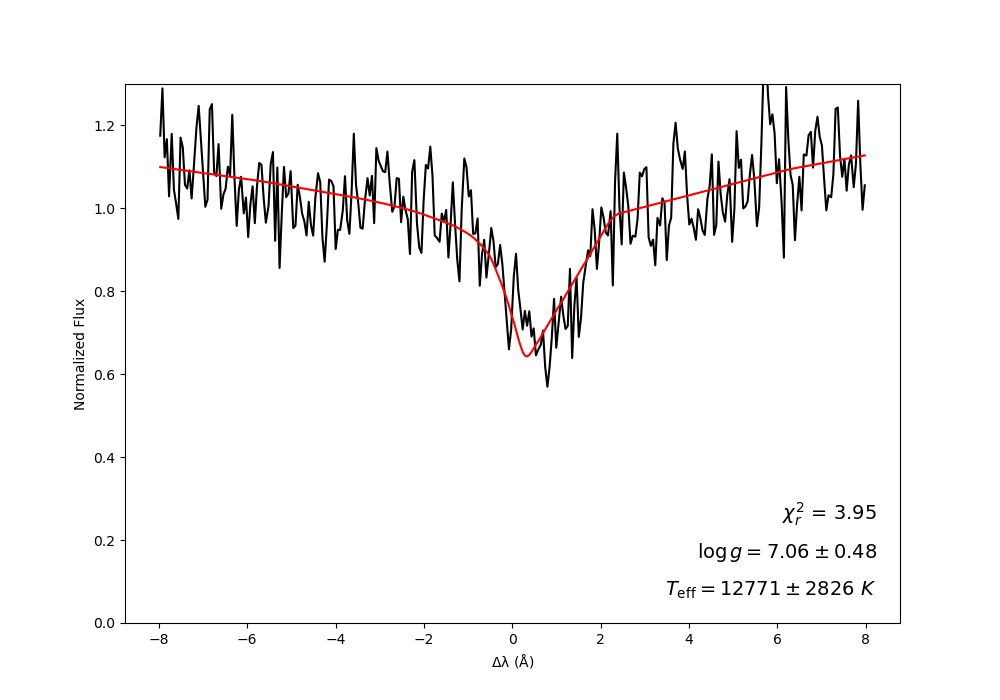 1.2
1.0
0.8
0.6
0.4
0.2
0.0
Normalized Flux
χ²ᵣ = 3.95
log g = 7.06 ± 0.48
T_eff = 12771 ± 2826 K
−8 −6 −4 −2 0 2 4 6 8
Δλ (Å)